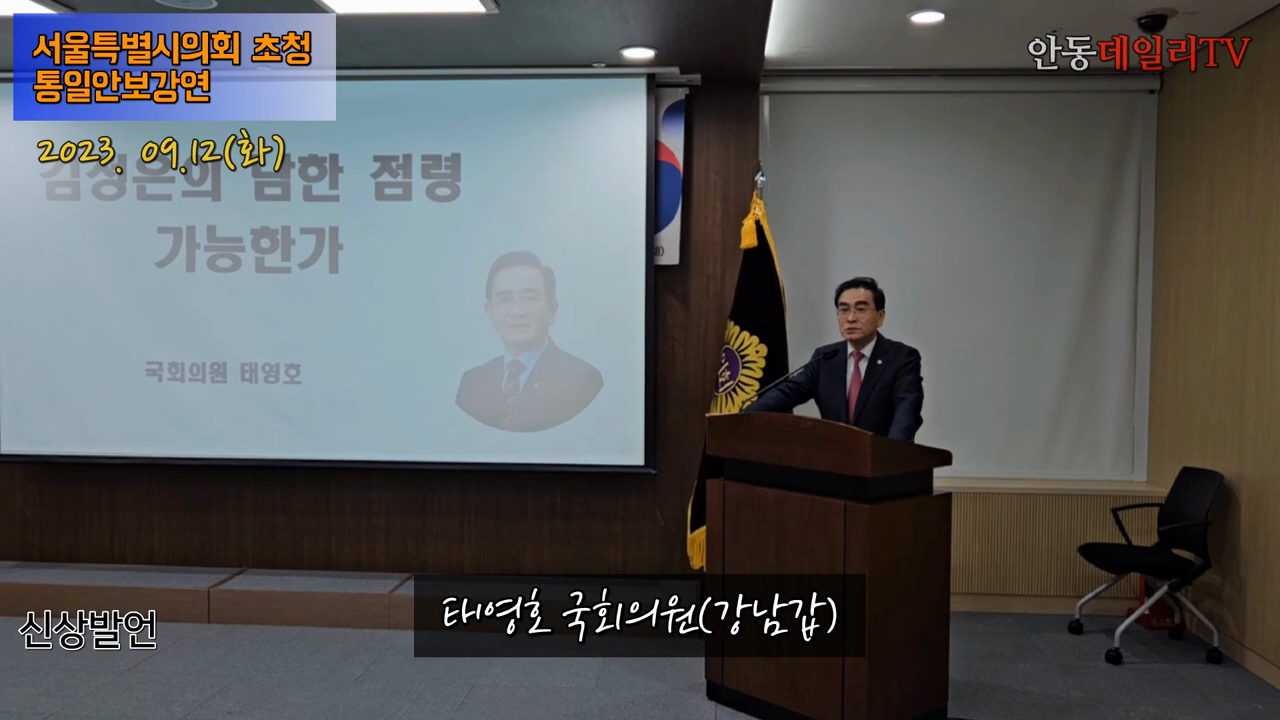 서울특별시의회 초청
통일안보강연
안동데일리TV
2023. 09.12(화)
김정은의 남한 점령
가능한가
국회의원 태영호
태영호 국회의원(강남갑)
신상발언